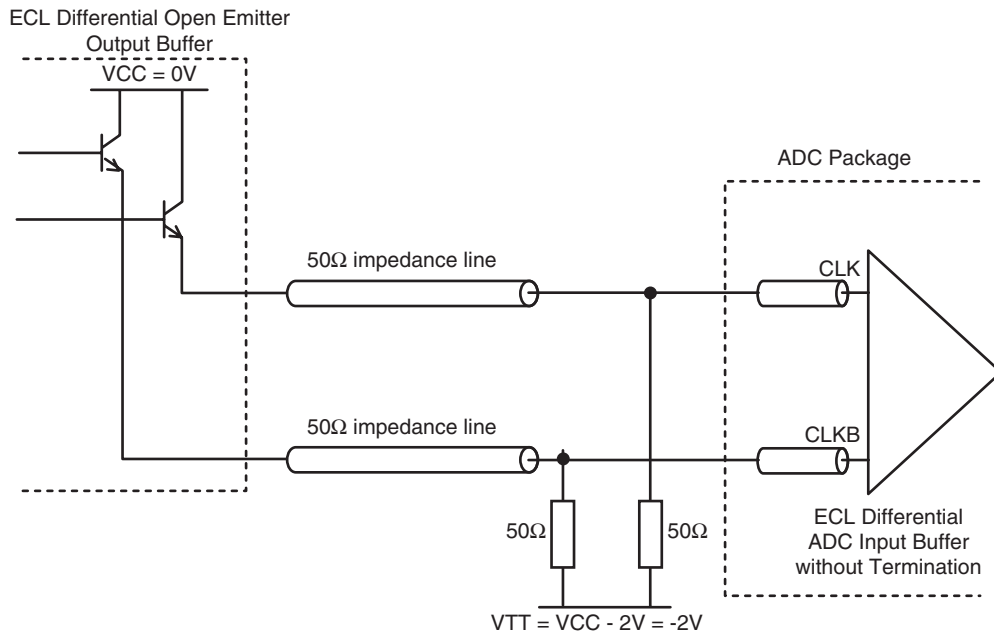 ECL Differential Open Emitter
Output Buffer
VCC = 0V
ADC Package
50Ω impedance line
CLK
50Ω impedance line
CLKB
50Ω
50Ω
ECL Differential
ADC Input Buffer
without Termination
VTT = VCC - 2V = -2V